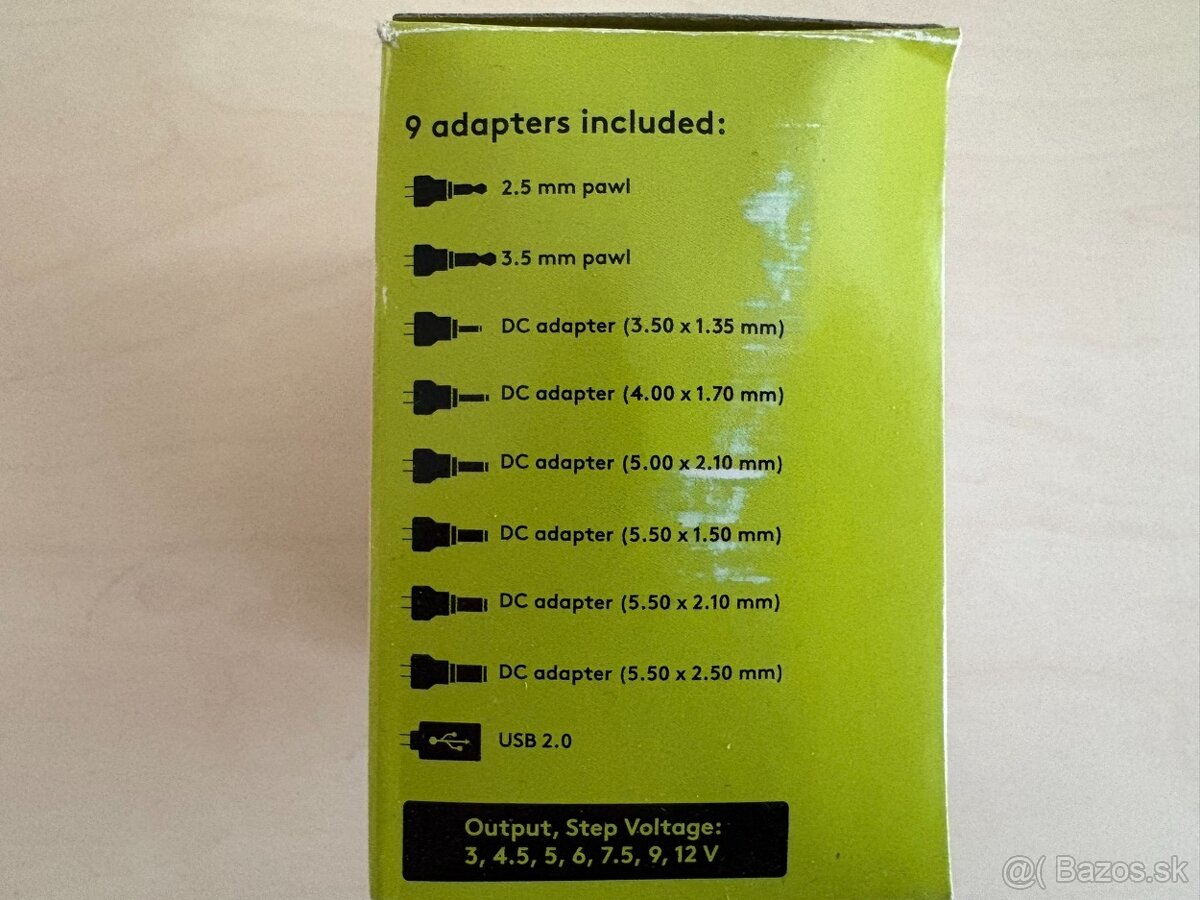 9 adapters included:
2.5 mm pawl
3.5 mm pawl
DC adapter (3.50 x 1.35 mm)
DC adapter (4.00 x 1.70 mm)
DC adapter (5.00 x 2.10 mm)
DC adapter (5.50 x 1.50 mm)
DC adapter (5.50 x 2.10 mm)
DC adapter (5.50 x 2.50 mm)
USB 2.0
Output, Step Voltage:
3, 4.5, 5, 6, 7.5, 9, 12 V
@( Bazos.sk